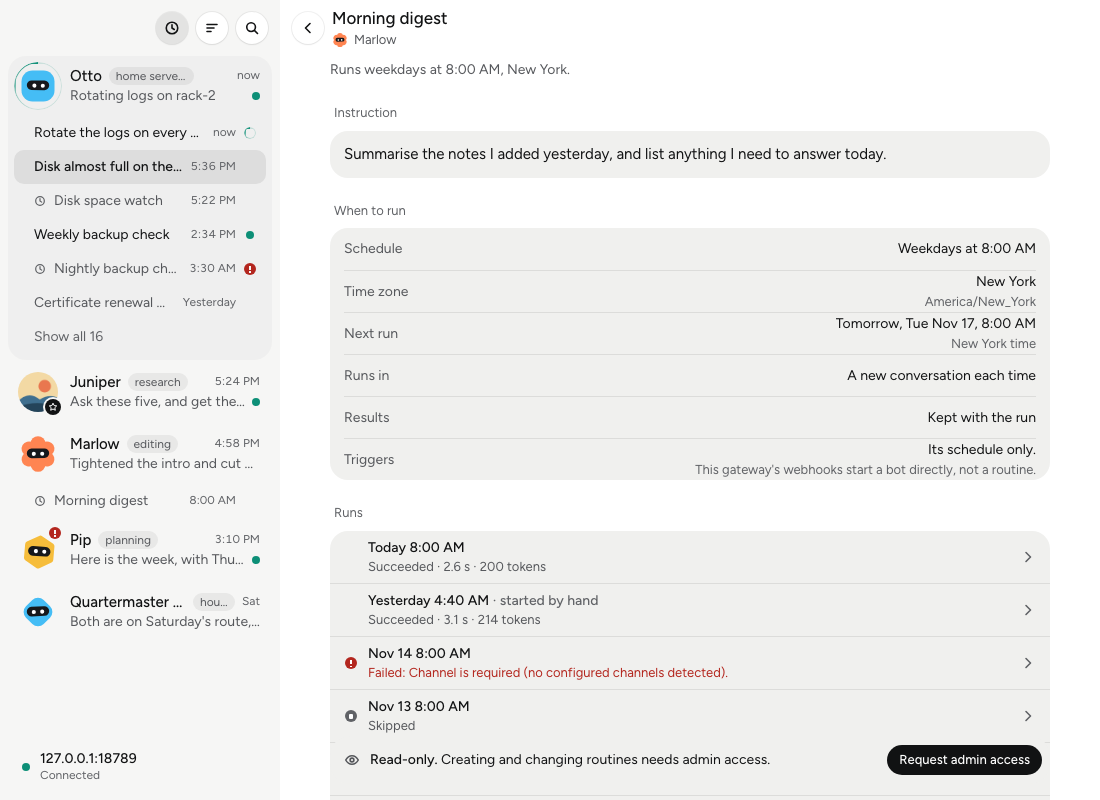 Otto home serve... now
Rotating logs on rack-2
Rotate the logs on every ... now
Disk almost full on the... 5:36 PM
Disk space watch 5:22 PM
Weekly backup check 2:34 PM
Nightly backup ch... 3:30 AM
Certificate renewal ... Yesterday
Show all 16
Juniper research 5:24 PM
Ask these five, and get the...
Marlow editing 4:58 PM
Tightened the intro and cut ...
Morning digest 8:00 AM
Pip planning 3:10 PM
Here is the week, with Thu...
Quartermaster ... hou... Sat
Both are on Saturday's route,...
127.0.0.1:18789
Connected
Morning digest
Marlow
Runs weekdays at 8:00 AM, New York.
Instruction
Summarise the notes I added yesterday, and list anything I need to answer today.
When to run
Schedule Weekdays at 8:00 AM
Time zone New York
America/New_York
Next run Tomorrow, Tue Nov 17, 8:00 AM
New York time
Runs in A new conversation each time
Results Kept with the run
Triggers Its schedule only.
This gateway's webhooks start a bot directly, not a routine.
Runs
Today 8:00 AM
Succeeded · 2.6 s · 200 tokens
Yesterday 4:40 AM · started by hand
Succeeded · 3.1 s · 214 tokens
Nov 14 8:00 AM
Failed: Channel is required (no configured channels detected).
Nov 13 8:00 AM
Skipped
Read-only. Creating and changing routines needs admin access. Request admin access